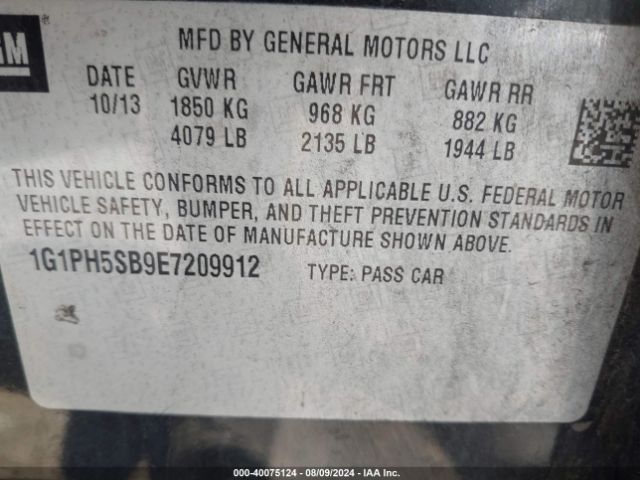 GM
MFD BY GENERAL MOTORS LLC
DATE GVWR GAWR FRT GAWR RR
10/13 1850 KG 968 KG 882 KG
4079 LB 2135 LB 1944 LB
THIS VEHICLE CONFORMS TO ALL APPLICABLE U.S. FEDERAL MOTOR
VEHICLE SAFETY, BUMPER, AND THEFT PREVENTION STANDARDS IN
EFFECT ON THE DATE OF MANUFACTURE SHOWN ABOVE.
1G1PH5SB9E7209912 TYPE: PASS CAR
000-40075124 - 08/09/2024 - IAA Inc.